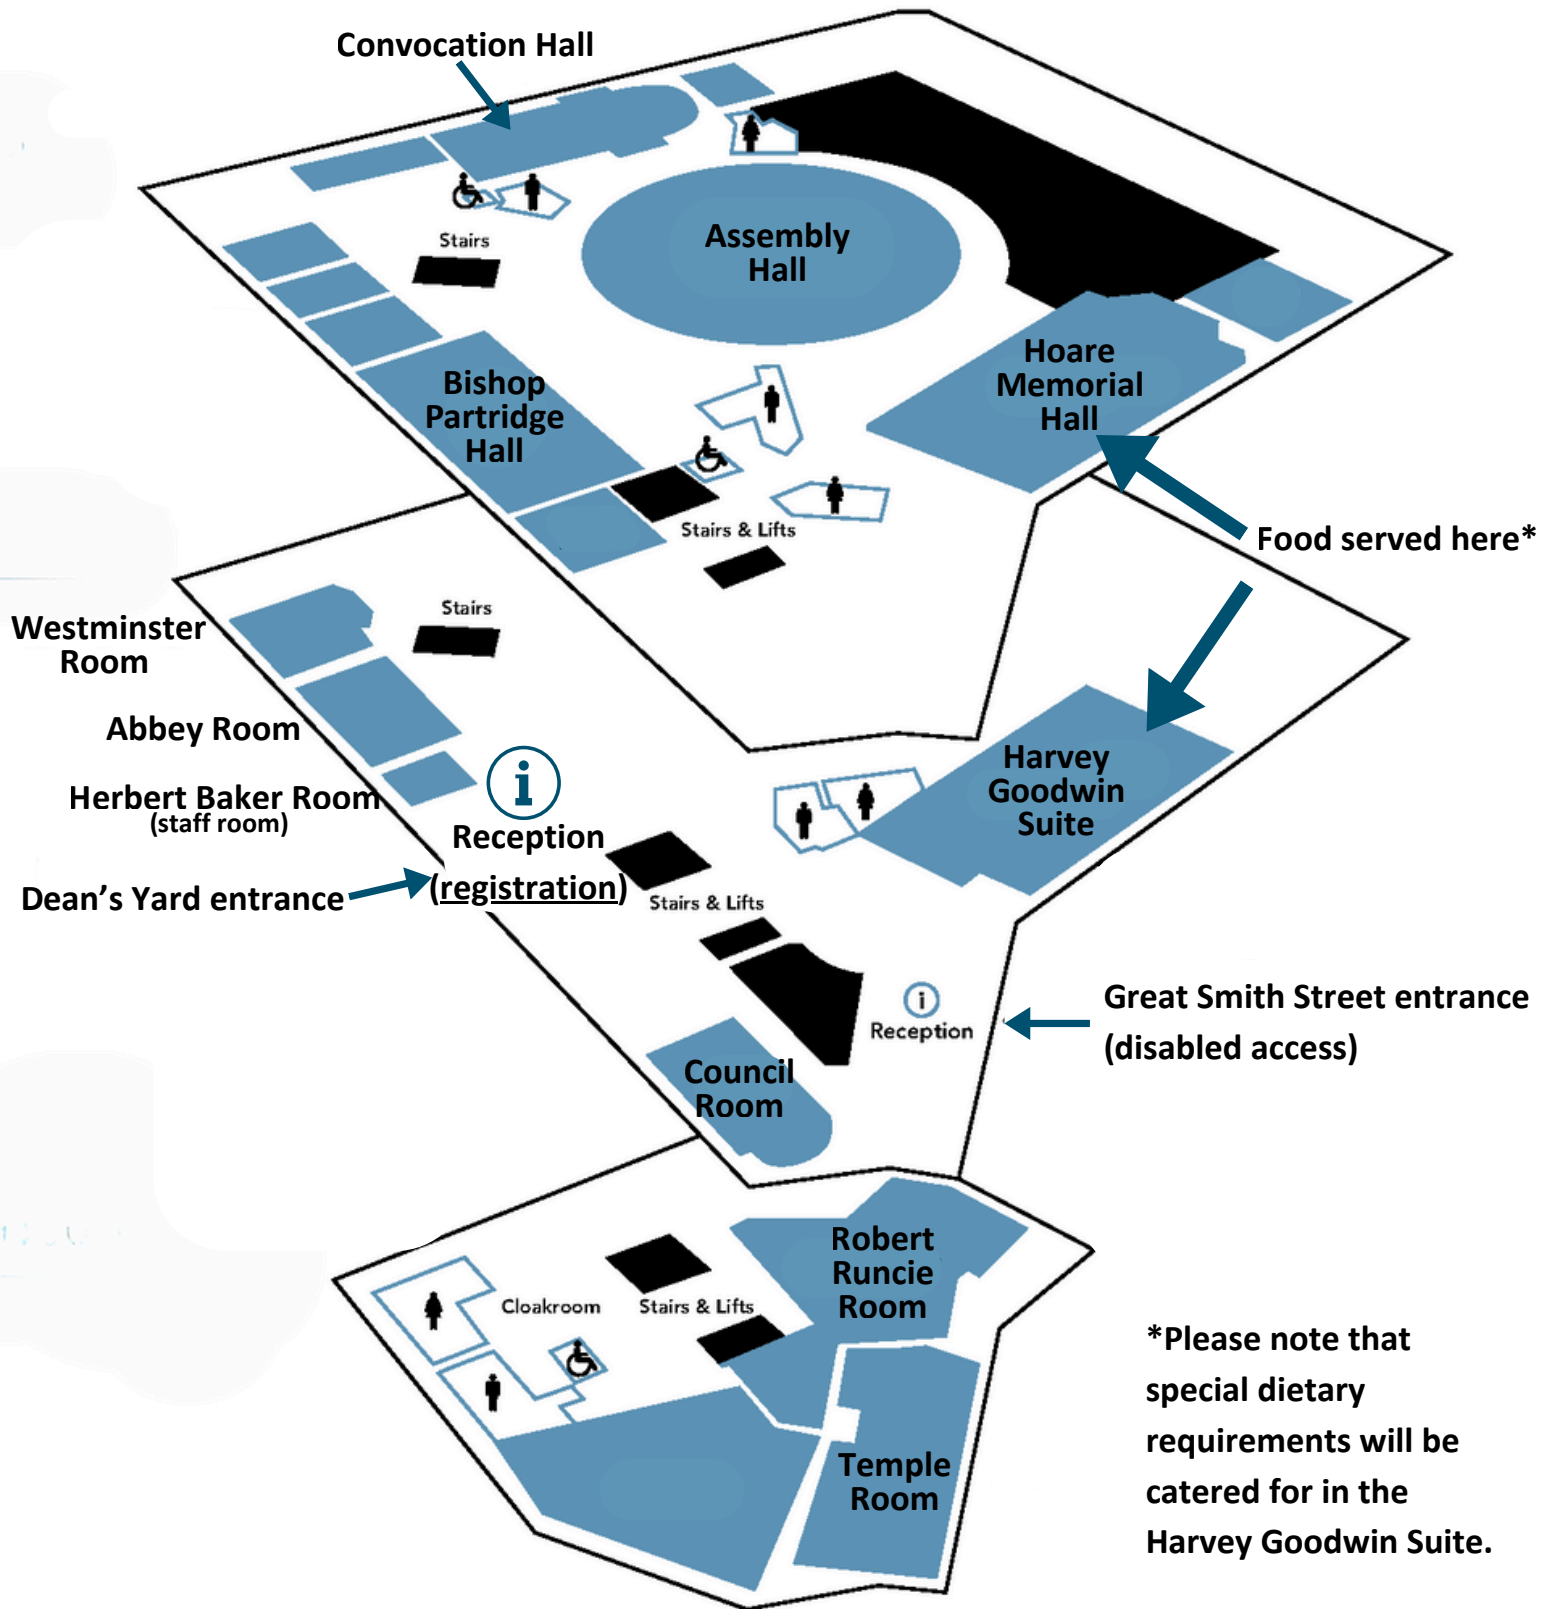 Convocation Hall
Stairs
Assembly
Hall
Hoare
Memorial
Hall
Bishop
Partridge
Hall
Stairs & Lifts
Food served here*
Westminster
Room
Stairs
Abbey Room
Herbert Baker Room
(staff room)
i
Reception
(registration)
Dean's Yard entrance
Harvey
Goodwin
Suite
Stairs & Lifts
i
Reception
Great Smith Street entrance
(disabled access)
Council
Room
Robert
Runcie
Room
Cloakroom
Stairs & Lifts
Temple
Room
*Please note that
special dietary
requirements will be
catered for in the
Harvey Goodwin Suite.